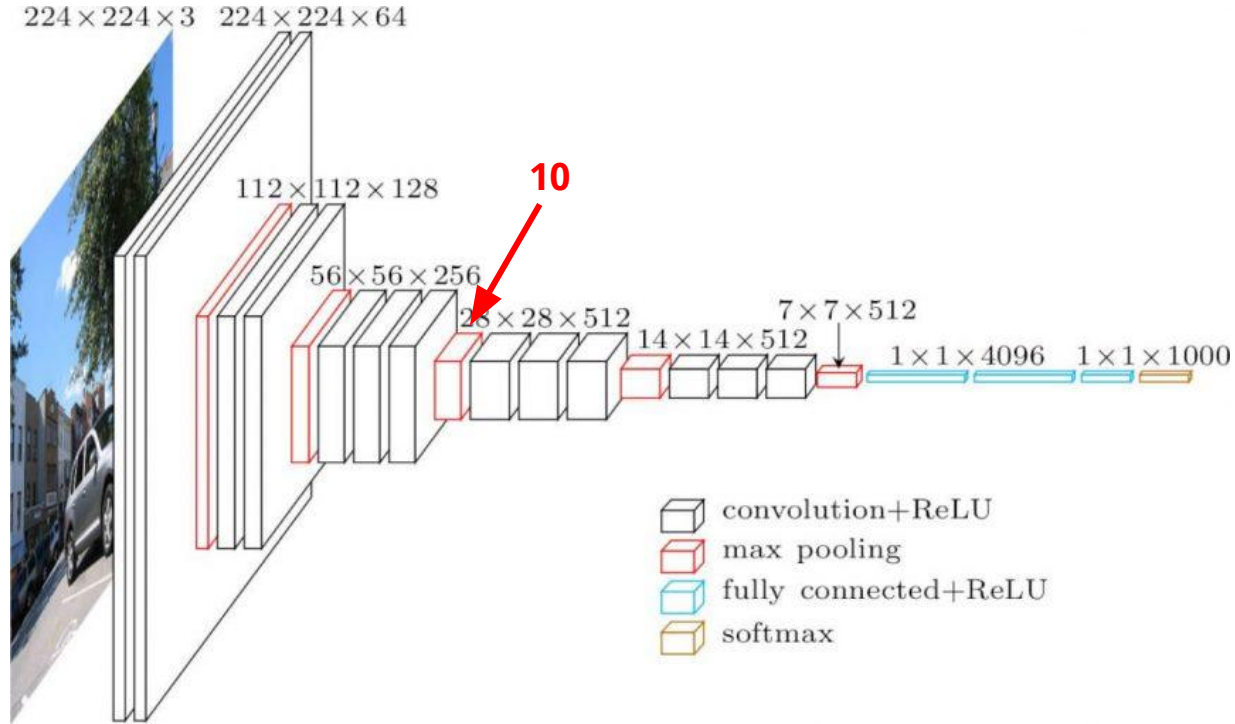 224×224×3
224×224×64
10
112×112×128
56×56×256
28×28×512
7×7×512
14×14×512
1×1×4096
1×1×1000
convolution+ReLU
max pooling
fully connected+ReLU
softmax